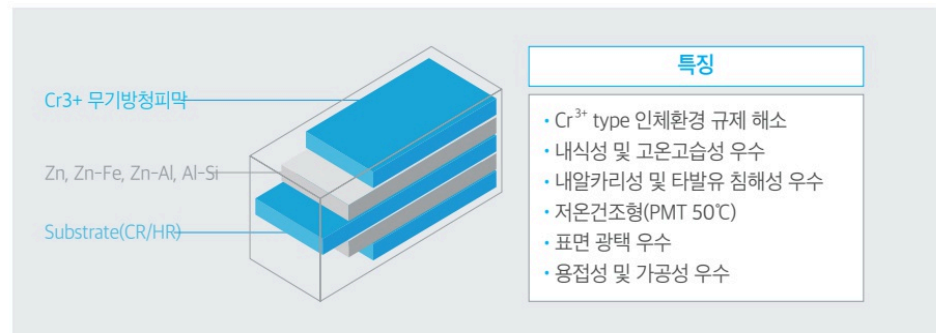 Cr3+ 무기방청피막
Zn, Zn-Fe, Zn-Al, Al-Si
Substrate(CR/HR)
특징
• Cr³⁺ type 인체환경 규제 해소
• 내식성 및 고온고습성 우수
• 내알카리성 및 타발유 침해성 우수
• 저온건조형(PMT 50℃)
• 표면 광택 우수
• 용접성 및 가공성 우수